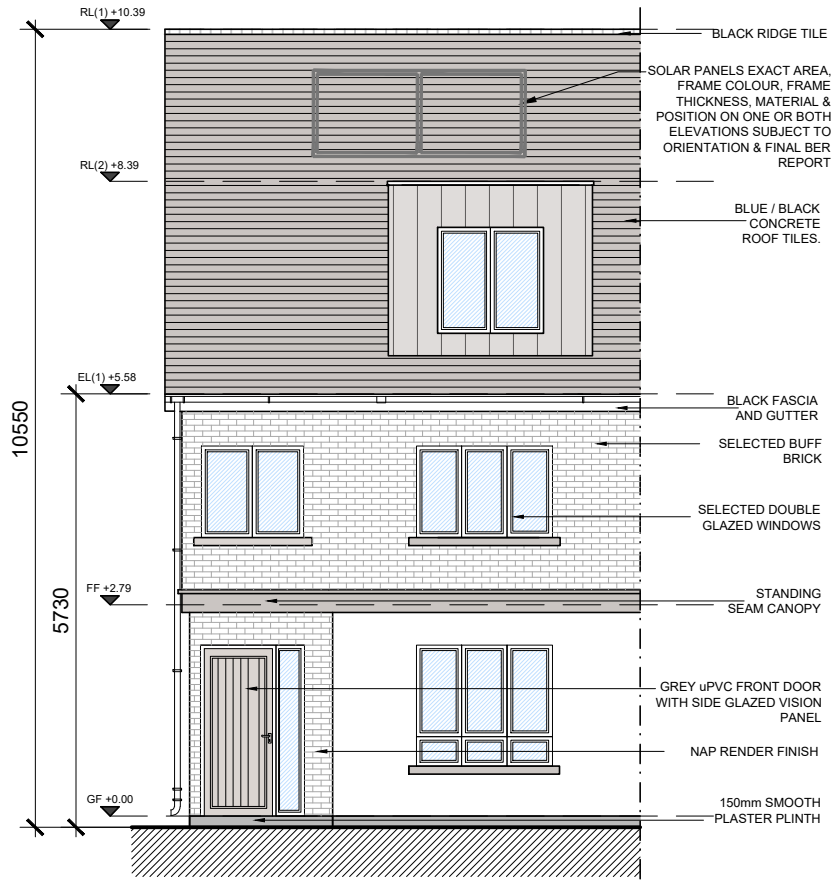 RL(1) +10.39
BLACK RIDGE TILE
SOLAR PANELS EXACT AREA,
FRAME COLOUR, FRAME
THICKNESS, MATERIAL &
POSITION ON ONE OR BOTH
ELEVATIONS SUBJECT TO
ORIENTATION & FINAL BER
REPORT
RL(2) +8.39
BLUE / BLACK
CONCRETE
ROOF TILES.
EL(1) +5.58
BLACK FASCIA
AND GUTTER
10550
SELECTED BUFF
BRICK
SELECTED DOUBLE
GLAZED WINDOWS
FF +2.79
5730
STANDING
SEAM CANOPY
GREY uPVC FRONT DOOR
WITH SIDE GLAZED VISION
PANEL
NAP RENDER FINISH
GF +0.00
150mm SMOOTH
PLASTER PLINTH